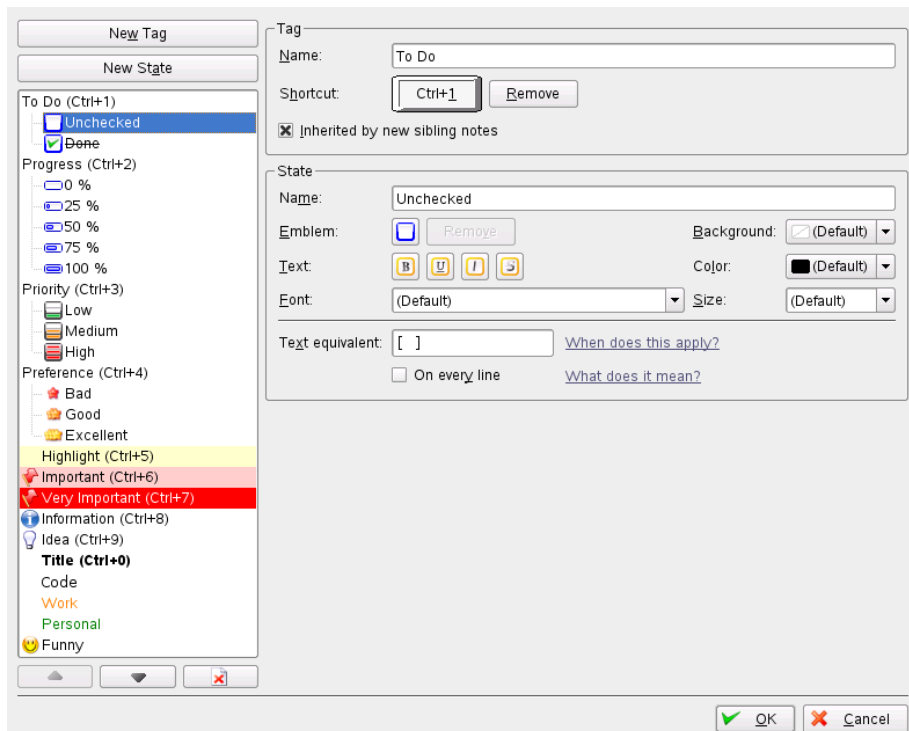 New Tag
New State
To Do (Ctrl+1)
Unchecked
Done
Progress (Ctrl+2)
0 %
25 %
50 %
75 %
100 %
Priority (Ctrl+3)
Low
Medium
High
Preference (Ctrl+4)
Bad
Good
Excellent
Highlight (Ctrl+5)
Important (Ctrl+6)
Very Important (Ctrl+7)
Information (Ctrl+8)
Idea (Ctrl+9)
Title (Ctrl+0)
Code
Work
Personal
Funny
Tag
Name: To Do
Shortcut: Ctrl+1 Remove
Inherited by new sibling notes
State
Name: Unchecked
Emblem: Remove Background: (Default)
Text: B U I S Color: (Default)
Font: (Default) Size: (Default)
Text equivalent: [ ] When does this apply?
On every line What does it mean?
OK Cancel